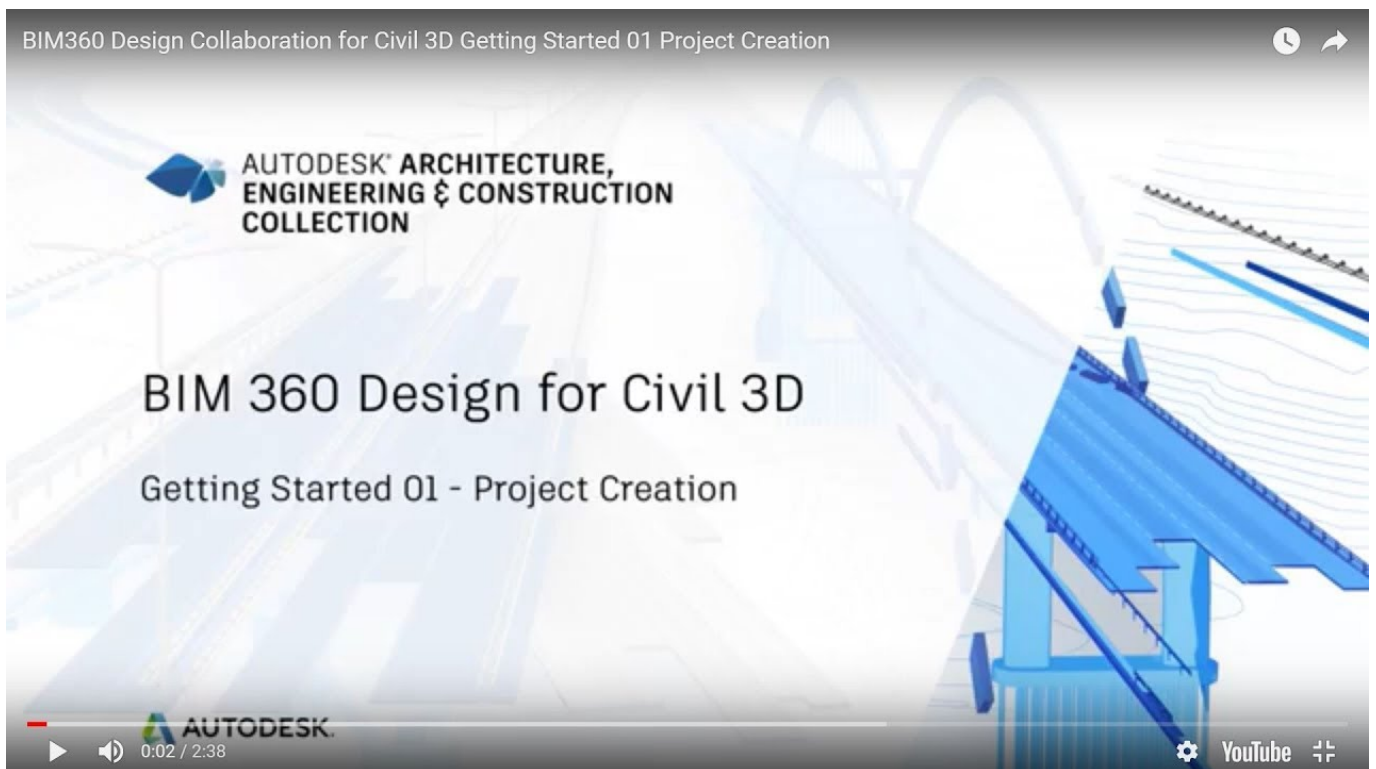 BIM360 Design Collaboration for Civil 3D Getting Started 01 Project Creation
AUTODESK® ARCHITECTURE,
ENGINEERING & CONSTRUCTION
COLLECTION
BIM 360 Design for Civil 3D
Getting Started 01 - Project Creation
AUTODESK.
0:02 / 2:38
YouTube